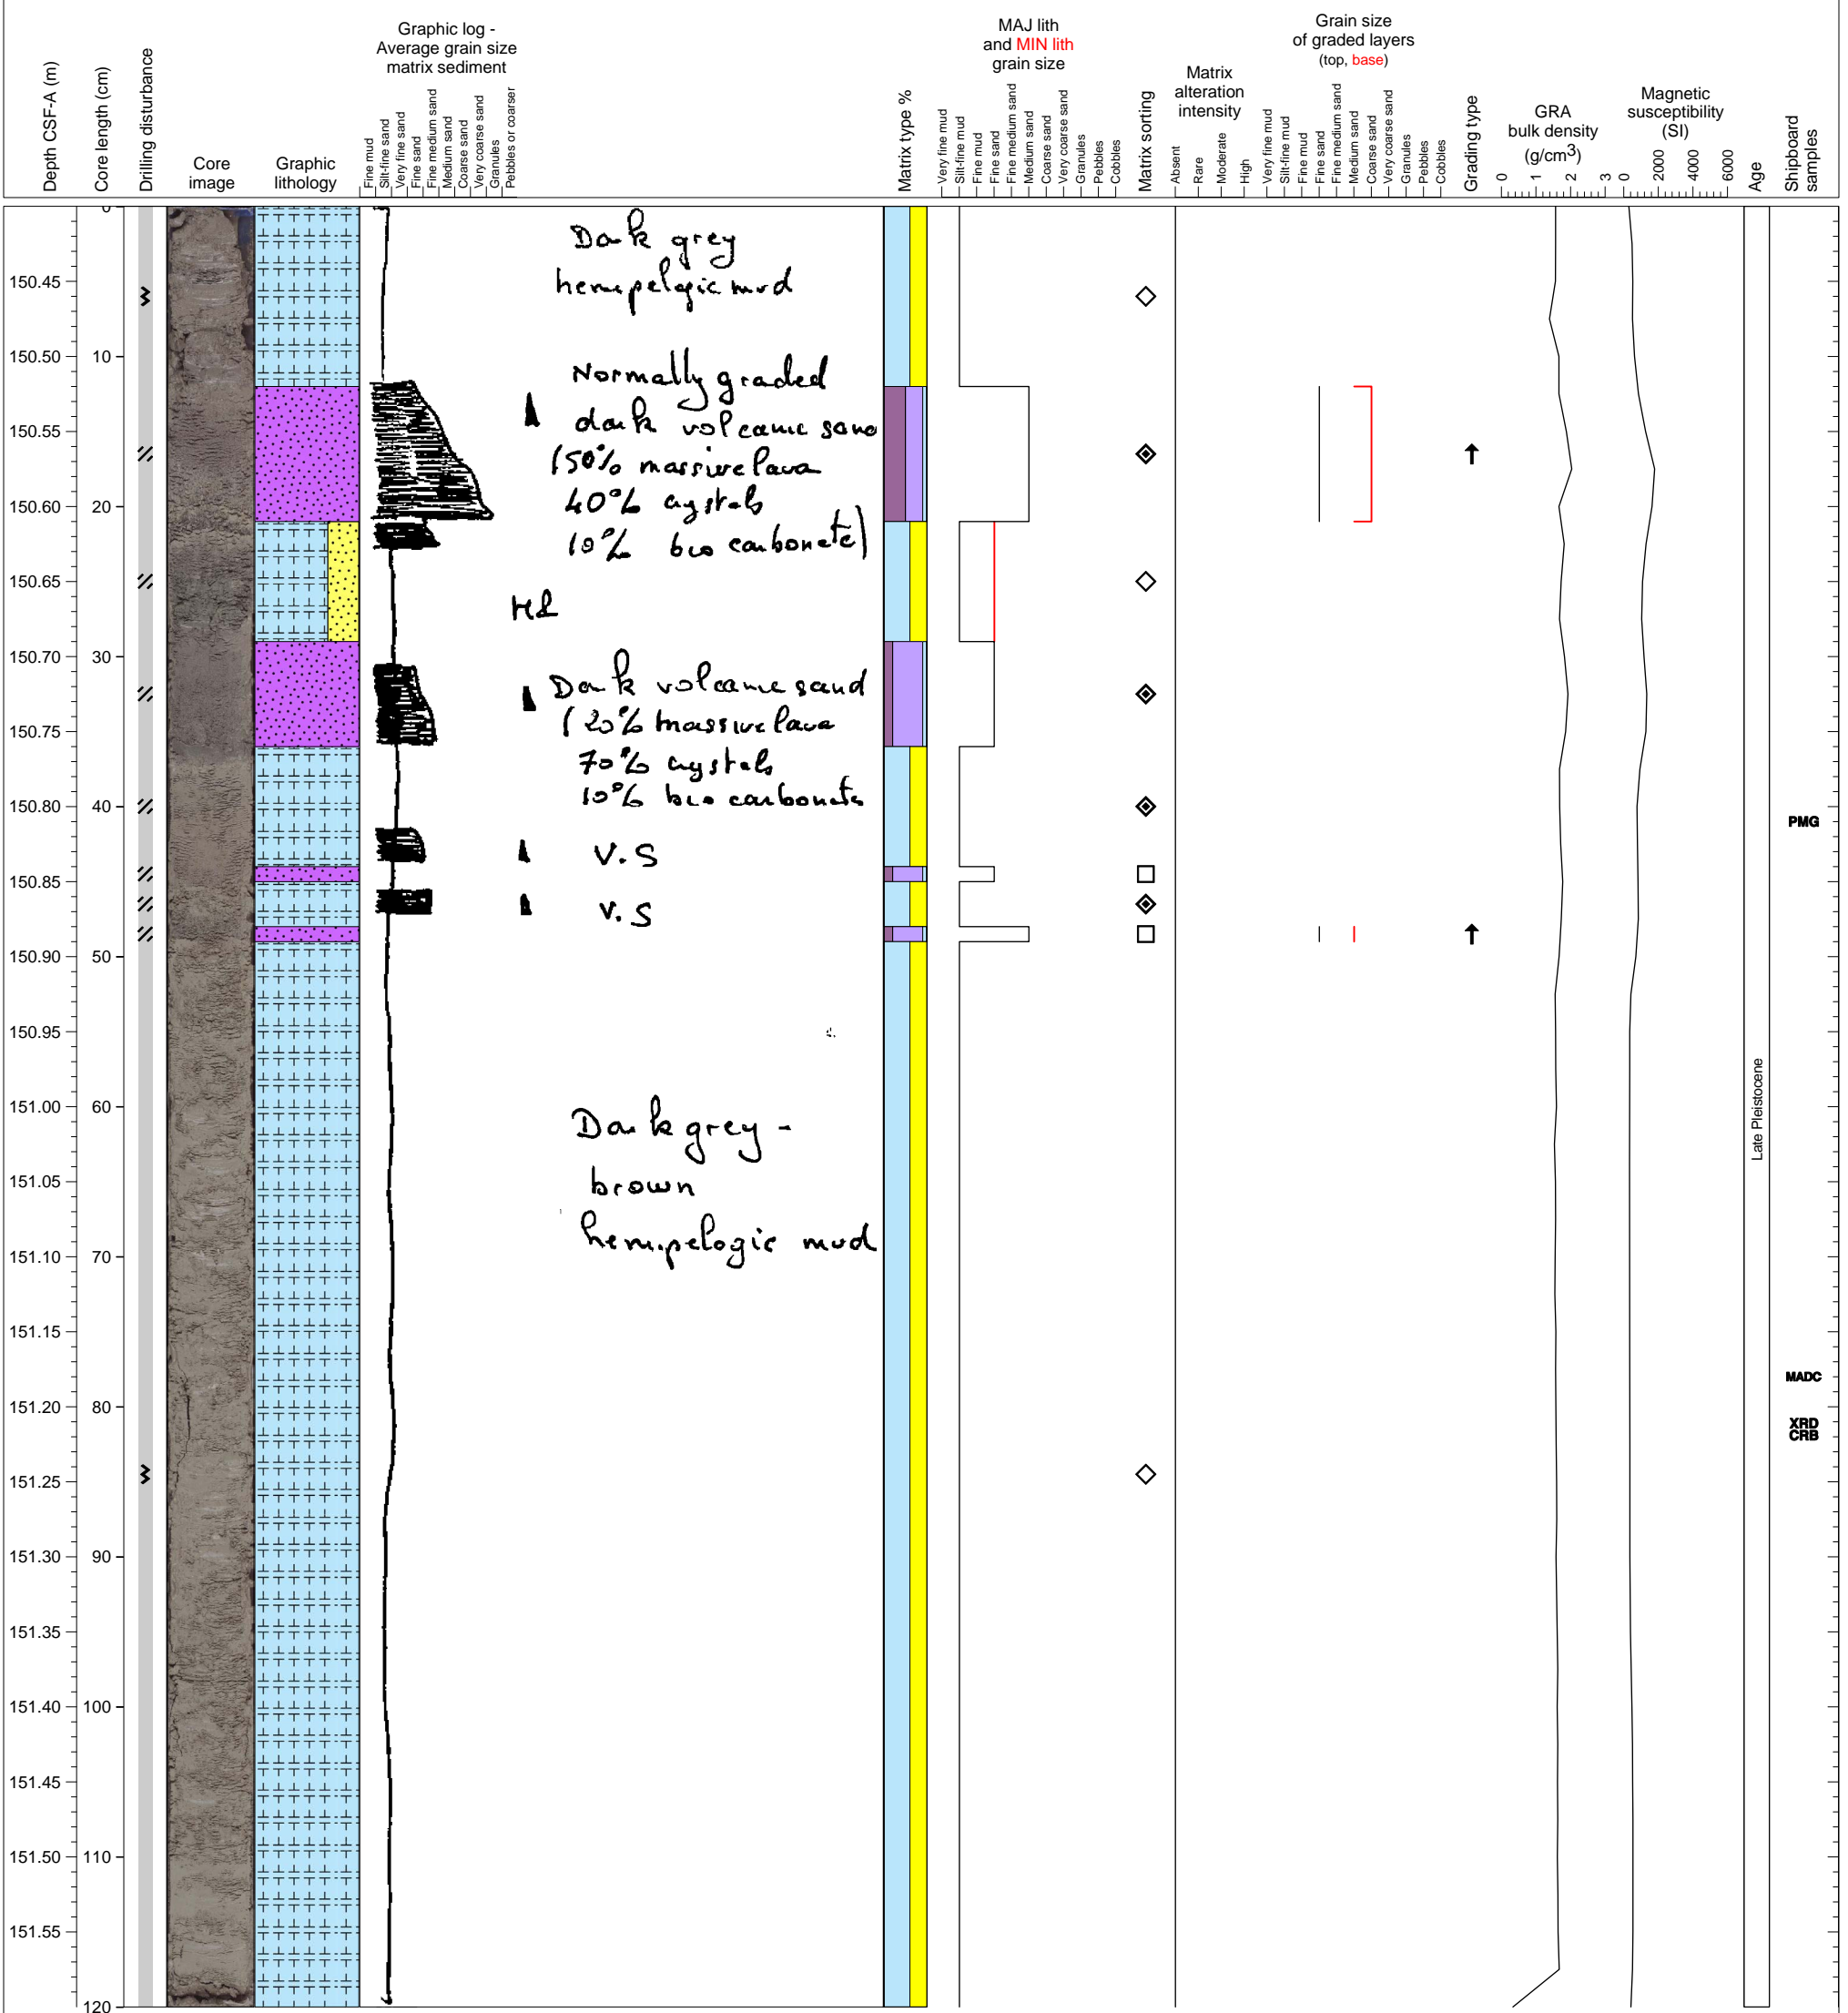 Depth CSF-A (m)
Core length (cm)
Drilling disturbance
Core
image
Graphic
lithology
Graphic log -
Average grain size
matrix sediment
Fine mud
Silt-fine sand
Very fine sand
Fine sand
Fine medium sand
Medium sand
Coarse sand
Very coarse sand
Granules
Pebbles or coarser
Matrix type %
MAJ lith
and MIN lith
grain size
Very fine mud
Silt-fine mud
Fine mud
Fine sand
Fine medium sand
Medium sand
Coarse sand
Very coarse sand
Granules
Pebbles
Cobbles
Matrix sorting
Matrix
alteration
intensity
Absent
Rare
Moderate
High
Grain size
of graded layers
(top, base)
Very fine mud
Silt-fine mud
Fine mud
Fine sand
Fine medium sand
Medium sand
Coarse sand
Very coarse sand
Granules
Pebbles
Cobbles
Grading type
GRA
bulk density
(g/cm3)
0 1 2 3
Magnetic
susceptibility
(SI)
0 2000 4000 6000
Age
Shipboard
samples
150.45
150.50
150.55
150.60
150.65
150.70
150.75
150.80
150.85
150.90
150.95
151.00
151.05
151.10
151.15
151.20
151.25
151.30
151.35
151.40
151.45
151.50
151.55
0
10
20
30
40
50
60
70
80
90
100
110
120
Dark grey
hemipelagic mud
Normally graded
dark volcanic sand
(50% massive lava
40% crystals
10% bio carbonate)
Dark volcanic sand
(20% massive lava
70% crystals
10% bio carbonate
V.S
V.S
Dark grey -
brown
hemipelagic mud
Late Pleistocene
PMG
MADC
XRD
CRB